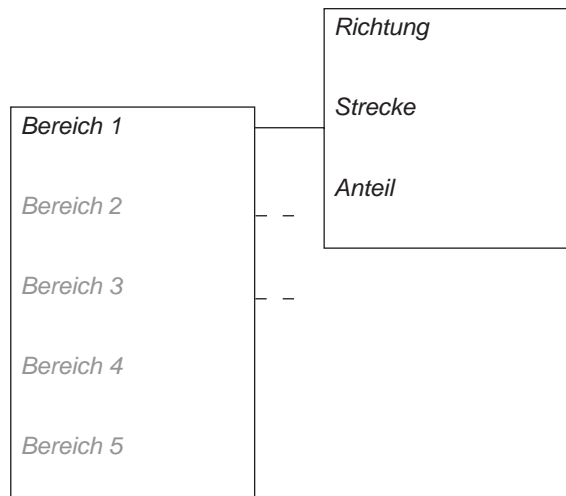 Richtung
Strecke
Anteil
Bereich 1
Bereich 2
Bereich 3
Bereich 4
Bereich 5